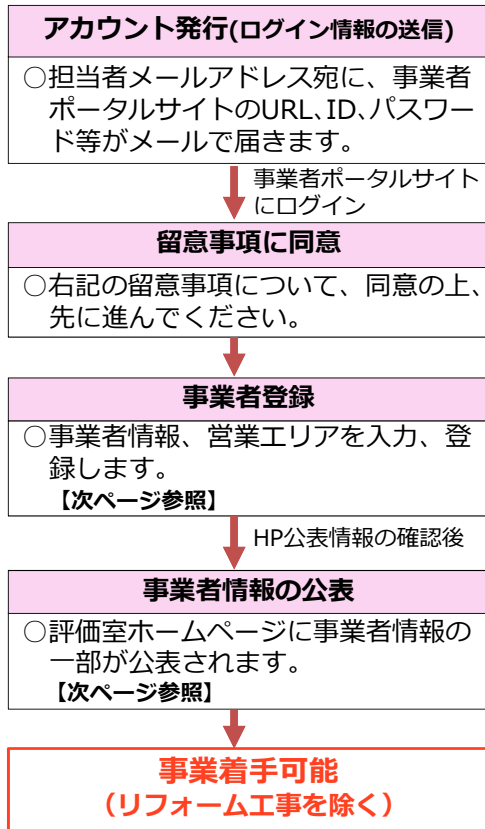 アカウント発行(ログイン情報の送信)
○担当者メールアドレス宛に、事業者
ポータルサイトのURL、ID、パスワー
ド等がメールで届きます。
事業者ポータルサイト
にログイン
留意事項に同意
○右記の留意事項について、同意の上、
先に進んでください。
事業者登録
○事業者情報、営業エリアを入力、登
録します。
【次ページ参照】
HP公表情報の確認後
事業者情報の公表
○評価室ホームページに事業者情報の
一部が公表されます。
【次ページ参照】
事業着手可能
（リフォーム工事を除く）